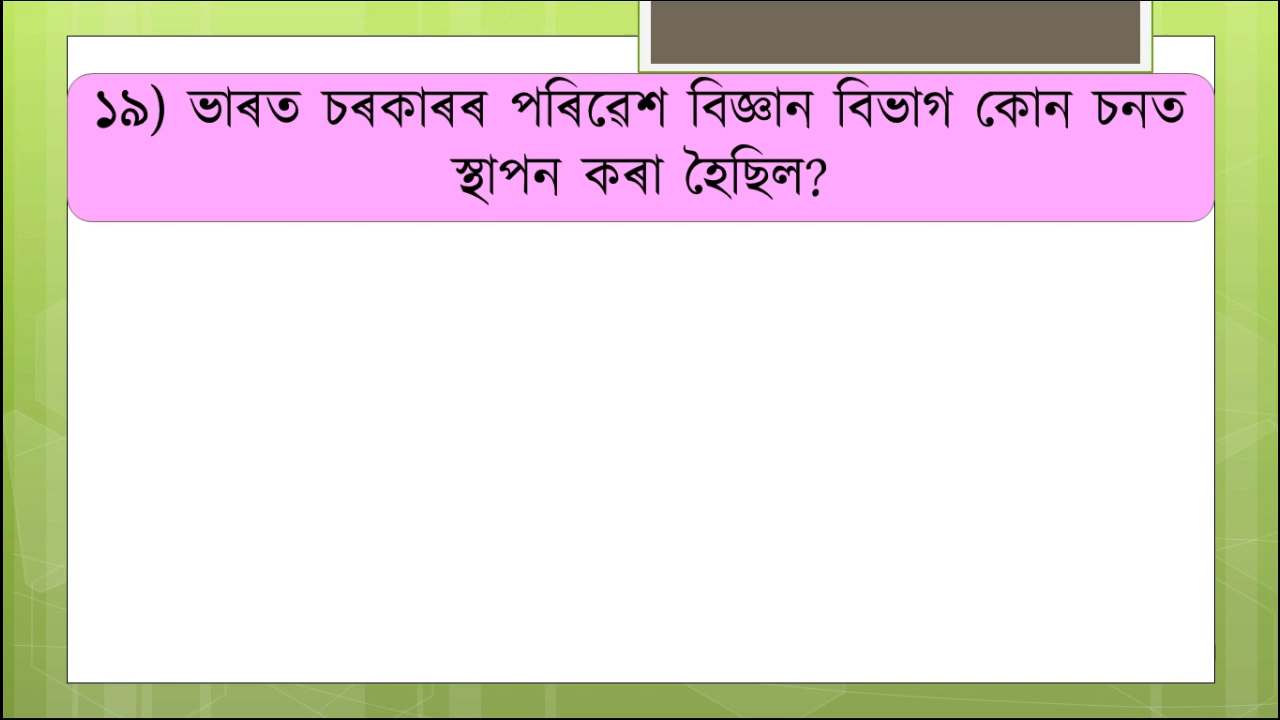 ১৯) ভাৰত চৰকাৰৰ পৰিৱেশ বিজ্ঞান বিভাগ কোন চনত
স্থাপন কৰা হৈছিল?